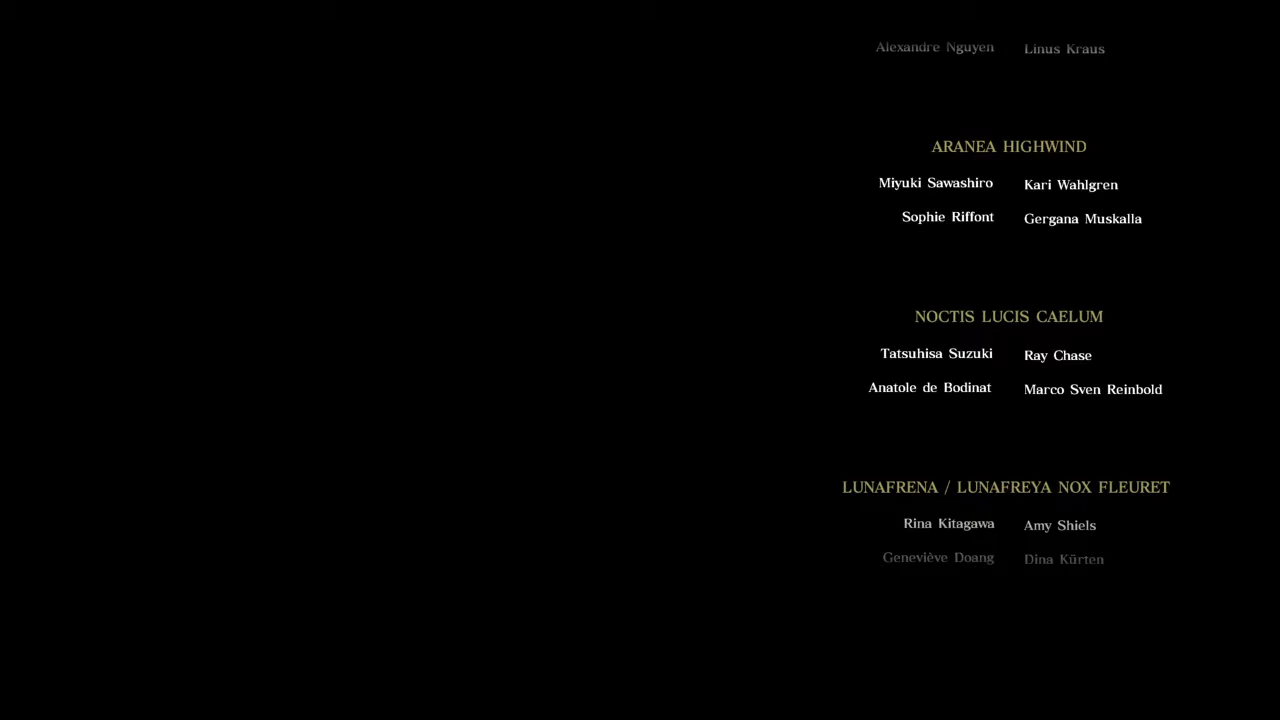 Alexandre Nguyen Linus Kraus
ARANEA HIGHWIND
Miyuki Sawashiro Kari Wahlgren
Sophie Riffont Gergana Muskalla
NOCTIS LUCIS CAELUM
Tatsuhisa Suzuki Ray Chase
Anatole de Bodinat Marco Sven Reinbold
LUNAFRENA / LUNAFREYA NOX FLEURET
Rina Kitagawa Amy Shiels
Geneviève Doang Dina Kürten